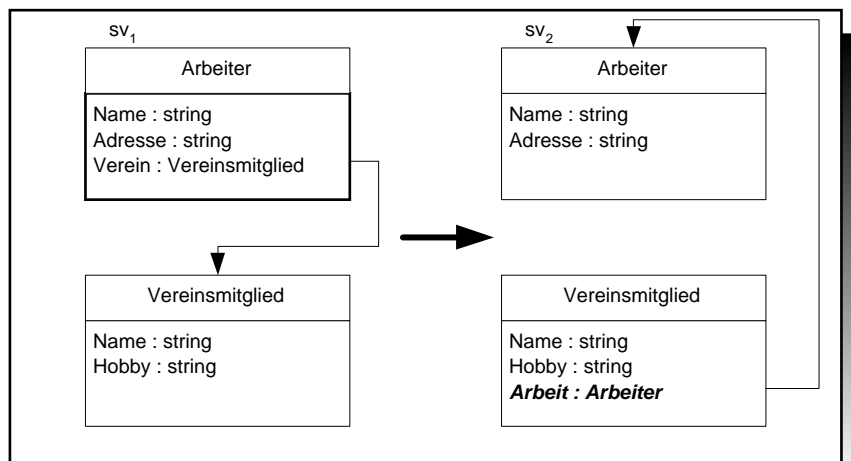 sv1
Arbeiter
Name : string
Adresse : string
Verein : Vereinsmitglied
Vereinsmitglied
Name : string
Hobby : string
sv2
Arbeiter
Name : string
Adresse : string
Vereinsmitglied
Name : string
Hobby : string
Arbeit : Arbeiter